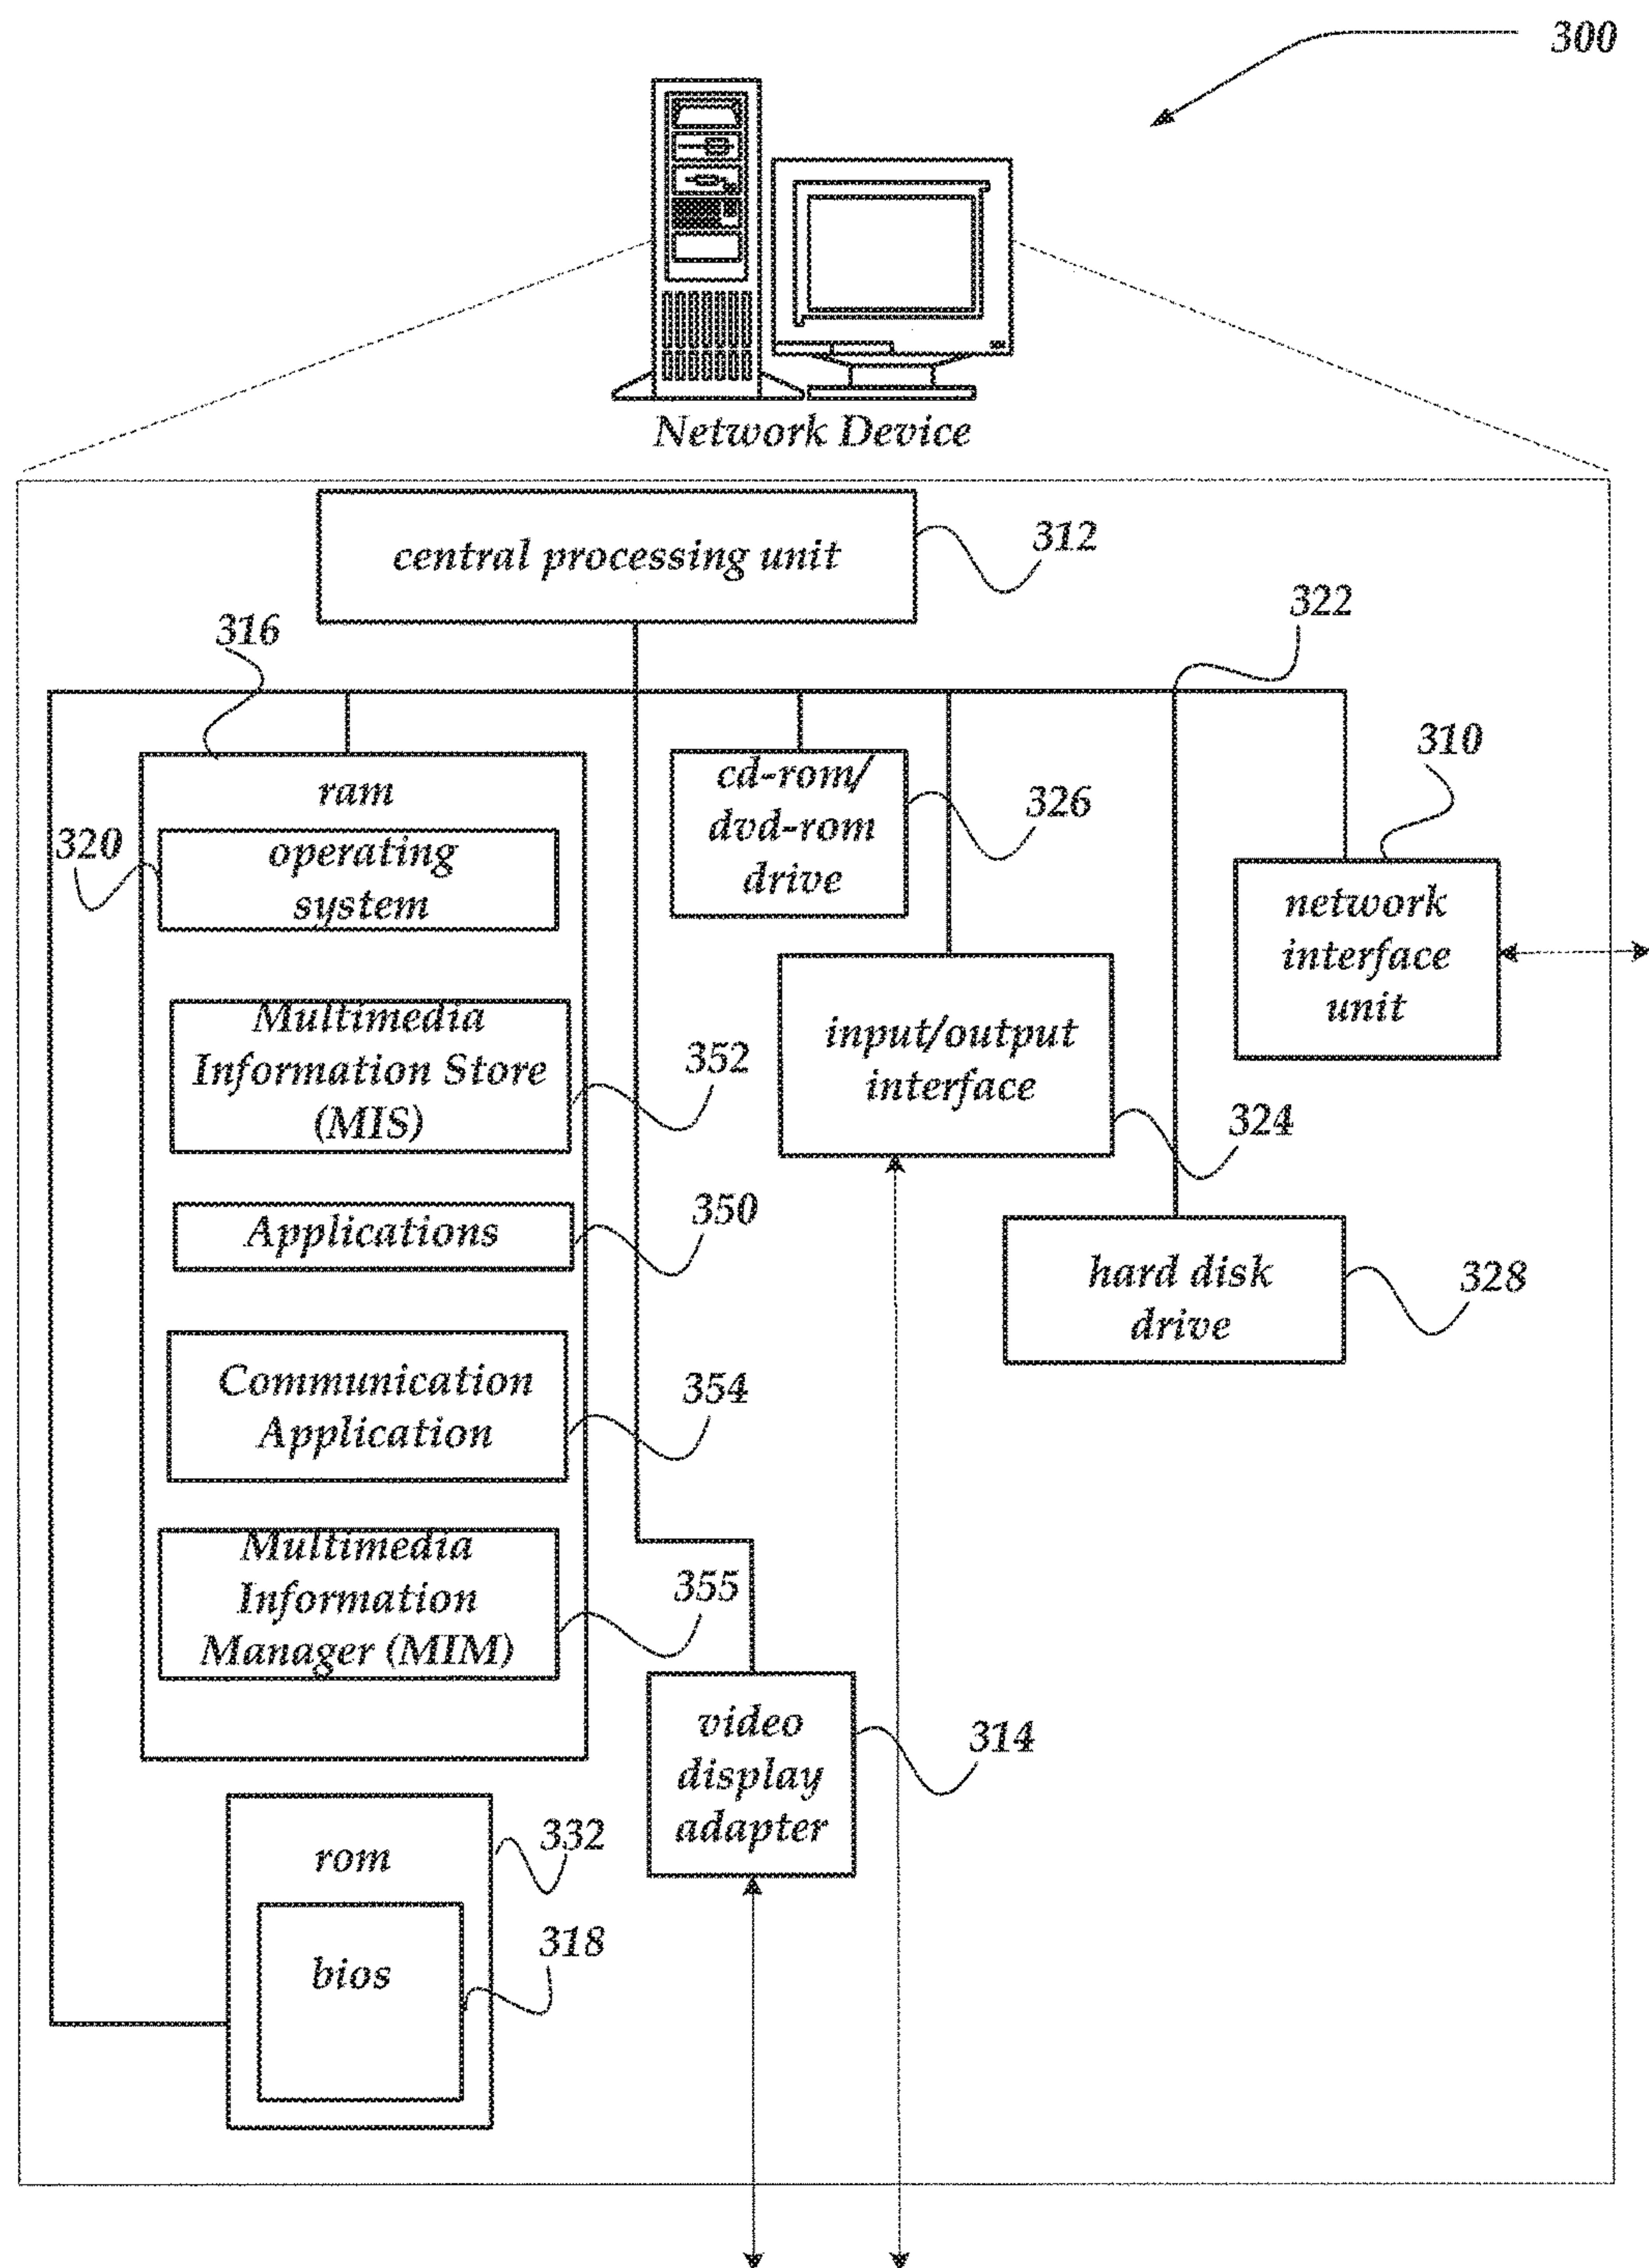 300
Network Device
central processing unit
312
322
316
310
ram
cd-rom/
dvd-rom
drive
326
320
operating
system
network
interface
unit
Multimedia
Information Store
(MIS)
352
input/output
interface
324
Applications
350
hard disk
drive
328
Communication
Application
354
Multimedia
Information
Manager (MIM)
355
video
display
adapter
314
rom
332
bios
318